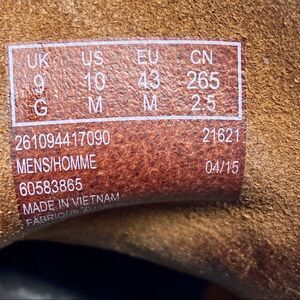 UK US EU CN
9 10 43 265
G M M 2.5
261094417090 21621
MENS/HOMME 04/15
60583865
MADE IN VIETNAM